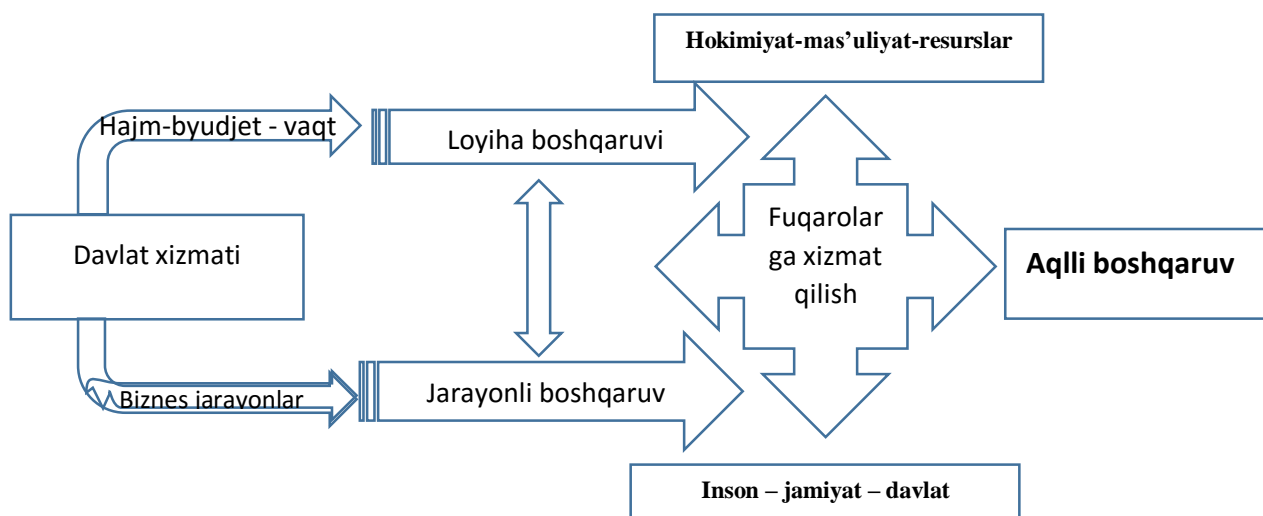 Hokimiyat-mas’uliyat-resurslar
Hajm-byudjet - vaqt
Loyiha boshqaruvi
Davlat xizmati
Fuqarolar
ga xizmat
qilish
Aqlli boshqaruv
Biznes jarayonlar
Jarayonli boshqaruv
Inson – jamiyat – davlat